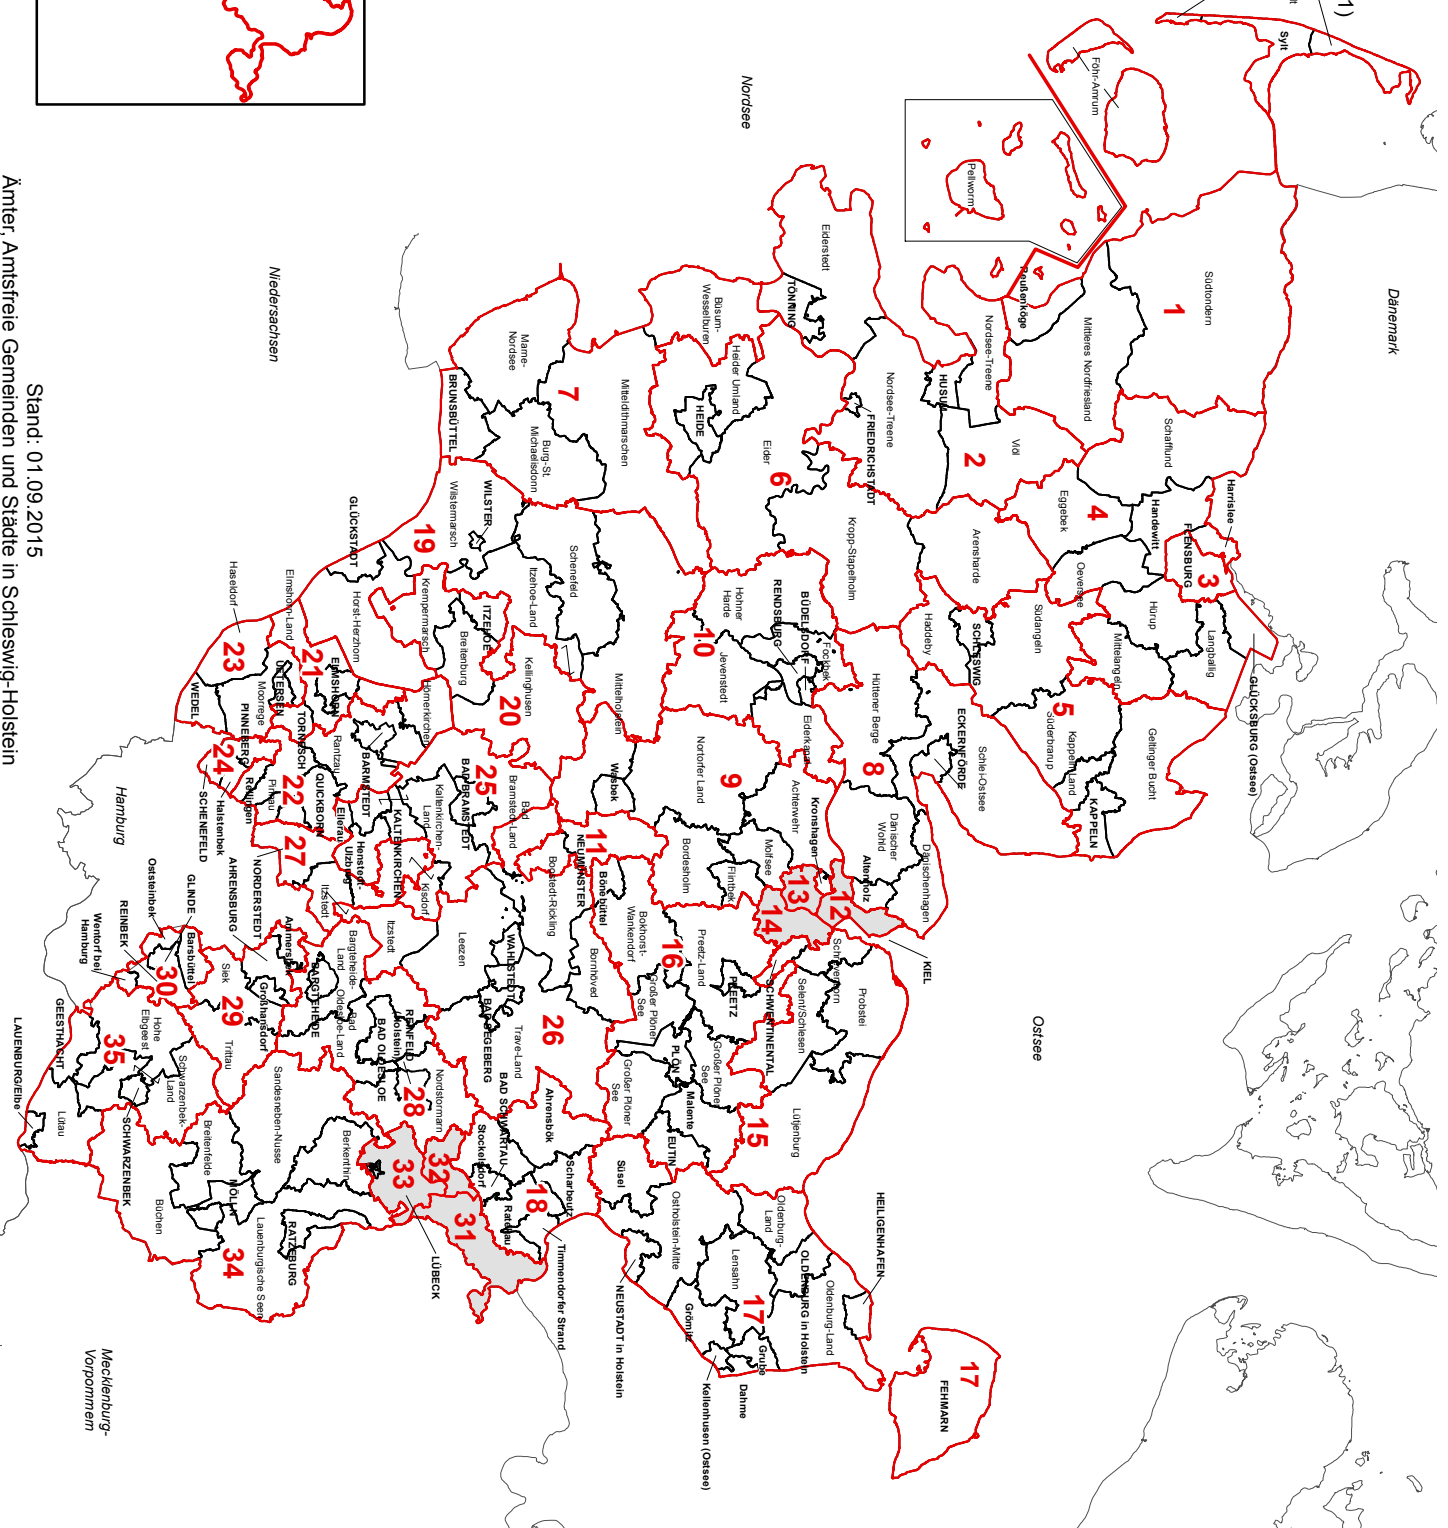 1)
Sylt
Föhr-Amrum
Pellworm
Nordsee
Dänemark
Südtondern
1
Reußenköge
Mittleres Nordfriesland
Nordsee-Treene
Schafflund
Harrislee
Handewitt
FLENSBURG
3
GLÜCKSBURG (Ostsee)
Langballig
Hürup
Mittelangeln
Geltinger Bucht
Eggebek
4
Oeversee
Südangeln
5
Süderbrarup
Kappeln-Land
KAPPELN
Viöl
2
HUSUM
Arensharde
SCHLESWIG
Haddeby
ECKERNFÖRDE
Schlei-Ostsee
Eiderstedt
TÖNNING
Nordsee-Treene
FRIEDRICHSTADT
Kropp-Stapelholm
Hüttener Berge
8
Dänischer
Wohld
Dänischenhagen
Altenholz
KIEL
Ostsee
Büsum-
Wesselburen
Heider Umland
HEIDE
Eider
6
Hohner
Harde
10
RENDSBURG
BÜDELSDORF
Fockbek
Jevenstedt
Eiderkanal
Achterwehr
Kronshagen
12
13
14
Molfsee
Flintbek
Nortorfer Land
9
Bordesholm
Mitteldithmarschen
7
Marne-
Nordsee
Burg-St.
Michaelisdonn
BRUNSBÜTTEL
Schenefeld
Mittelholstein
Wasbek
11
NEUMÜNSTER
Bönebüttel
Bokhorst-
Wankendorf
16
Preetz-Land
PREETZ
SCHWENTINENTAL
Schrevenborn
Selent/Schlesen
Probstei
Lütjenburg
15
Großer Plöner
See
PLÖN
Großer Plöner
See
Großer Plöner
See
Malente
EUTIN
Süsel
Ostholstein-Mitte
Oldenburg-
Land
OLDENBURG in Holstein
Oldenburg-Land
HEILIGENHAFEN
17
FEHMARN
Lensahn
17
Grube
Grömitz
Dahme
Kellenhusen (Ostsee)
NEUSTADT in Holstein
Timmendorfer Strand
Scharbeutz
18
Ratekau
Ahrensbök
BAD SCHWARTAU
Stockelsdorf
Wilstermarsch
WILSTER
19
Itzehoe-Land
ITZEHOE
Breitenburg
Krempermarsch
Kellinghusen
20
GLÜCKSTADT
Horst-Herzhorn
Hörnerkirchen
Elmshorn-Land
21
ELMSHORN
Haseldorf
23
UETERSEN
Moorrege
WEDEL
TORNESCH
PINNEBERG
24
Rellingen
Halstenbek
SCHENEFELD
Pinnau
22
Rantzau
BARMSTEDT
QUICKBORN
Ellerau
27
NORDERSTEDT
Henstedt-
Ulzburg
KALTENKIRCHEN
Kaltenkirchen-
Land
Kisdorf
Itzstedt
Itzstedt
25
BAD BRAMSTEDT
Bad
Bramstedt-Land
Boostedt-Rickling
Bornhöved
WAHLSTEDT
Leezen
BAD SEGEBERG
Trave-Land
26
Nordstormarn
REINFELD
(Holstein)
BAD OLDESLOE
28
Bad
Oldesloe-Land
Bargteheide-
Land
BARGTEHEIDE
Ammersbek
AHRENSBURG
Großhansdorf
Siek
29
Trittau
GLINDE
Barsbüttel
Oststeinbek
30
REINBEK
Wentorf bei
Hamburg
GEESTHACHT
Hohe
Elbgeest
35
Schwarzenbek-
Land
SCHWARZENBEK
LAUENBURG/Elbe
Lütau
Büchen
Breitenfelde
MÖLLN
Sandesneben-Nusse
Berkenthin
Lauenburgische Seen
RATZEBURG
34
33
32
31
LÜBECK
Hamburg
Niedersachsen
Mecklenburg-
Vorpommern
Stand: 01.09.2015
Ämter, Amtsfreie Gemeinden und Städte in Schleswig-Holstein